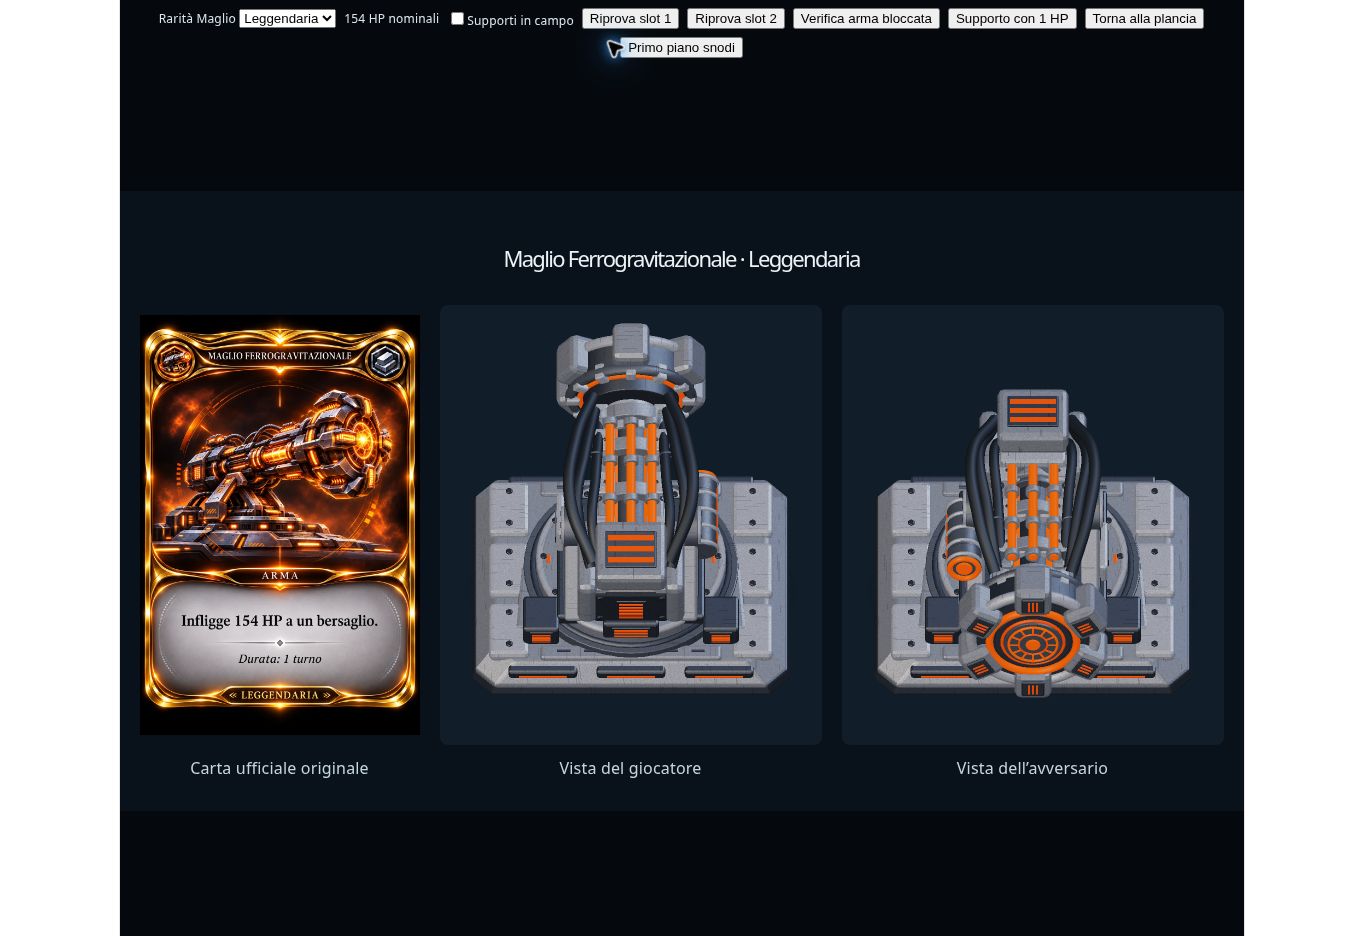 Rarità Maglio Leggendaria 154 HP nominali Supporti in campo Riprova slot 1 Riprova slot 2 Verifica arma bloccata Supporto con 1 HP Torna alla plancia
Primo piano snodi
Maglio Ferrogravitazionale · Leggendaria
MAGLIO FERROGRAVITAZIONALE
ARMA
Infligge 154 HP a un bersaglio.
Durata: 1 turno
« LEGGENDARIA »
Carta ufficiale originale
Vista del giocatore
Vista dell’avversario